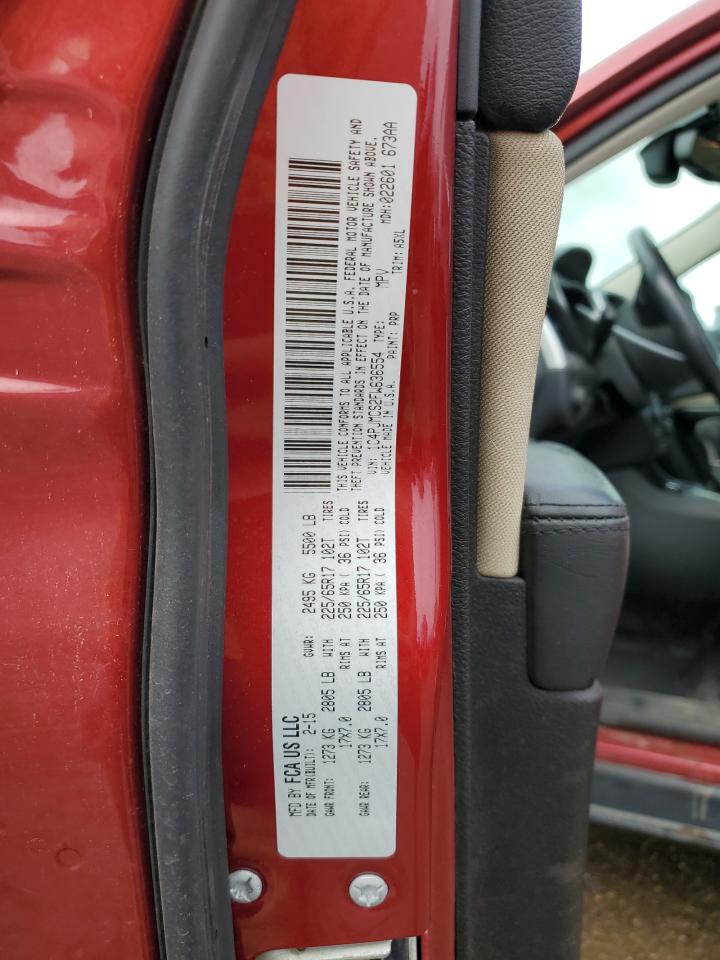 MFD BY FCA US LLC
DATE OF MFR(BUILT): 2-15 GVWR: 2495 KG 5500 LB
GAWR FRONT: 1273 KG 2805 LB WITH 225/65R17 102T TIRES
17X7.0 RIMS AT 250 KPA ( 36 PSI) COLD
GAWR REAR: 1273 KG 2805 LB WITH 225/65R17 102T TIRES
17X7.0 RIMS AT 250 KPA ( 36 PSI) COLD
THIS VEHICLE CONFORMS TO ALL APPLICABLE U.S.A. FEDERAL MOTOR VEHICLE SAFETY AND
THEFT PREVENTION STANDARDS IN EFFECT ON THE DATE OF MANUFACTURE SHOWN ABOVE.
VIN: 1C4PJMCS2FW636554 TYPE: MPV MDH:022601 673AA
VEHICLE MADE IN U.S.A. PAINT: PRP TRIM: A5XL